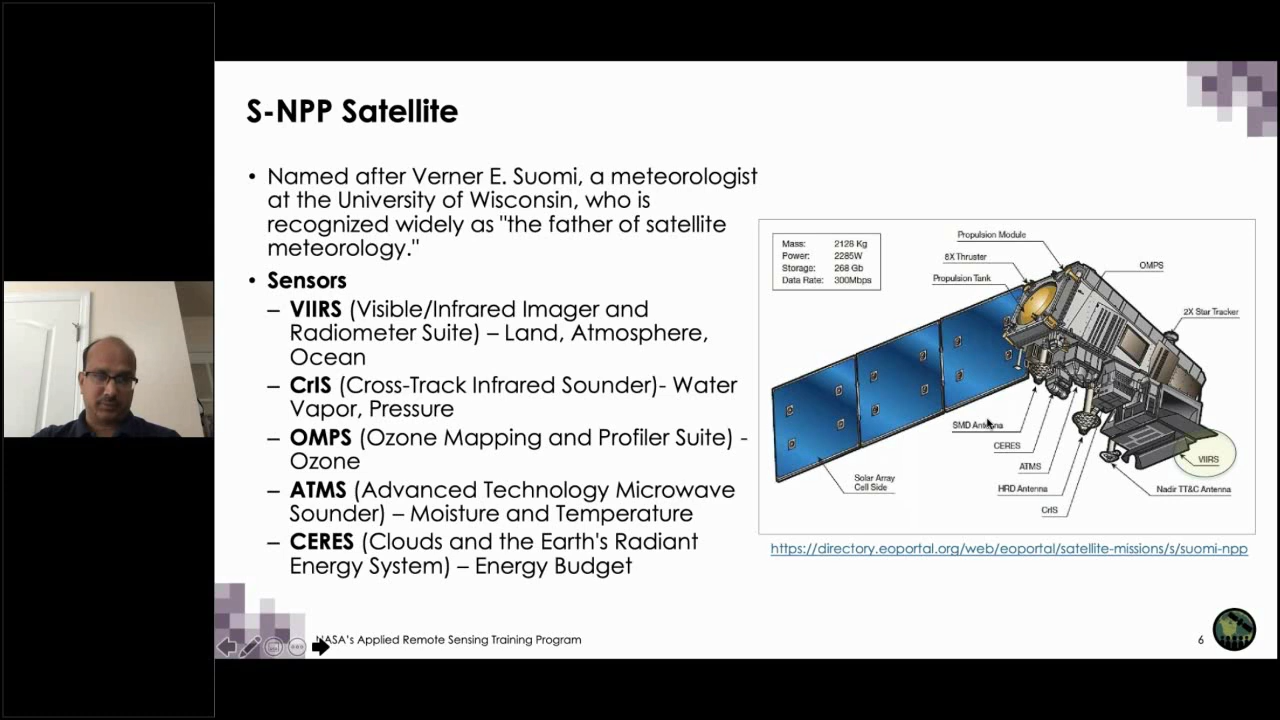 S-NPP Satellite
• Named after Verner E. Suomi, a meteorologist
at the University of Wisconsin, who is
recognized widely as "the father of satellite
meteorology."
• Sensors
– VIIRS (Visible/Infrared Imager and
Radiometer Suite) – Land, Atmosphere,
Ocean
– CrIS (Cross-Track Infrared Sounder)- Water
Vapor, Pressure
– OMPS (Ozone Mapping and Profiler Suite) -
Ozone
– ATMS (Advanced Technology Microwave
Sounder) – Moisture and Temperature
– CERES (Clouds and the Earth's Radiant
Energy System) – Energy Budget
Mass: 2128 Kg
Power: 2285W
Storage: 268 Gb
Data Rate: 300Mbps
Propulsion Module
8X Thruster
Propulsion Tank
OMPS
2X Star Tracker
SMD Antenna
CERES
ATMS
HRD Antenna
CrIS
VIIRS
Nadir TT&C Antenna
Solar Array
Cell Side
https://directory.eoportal.org/web/eoportal/satellite-missions/s/suomi-npp
NASA's Applied Remote Sensing Training Program
6